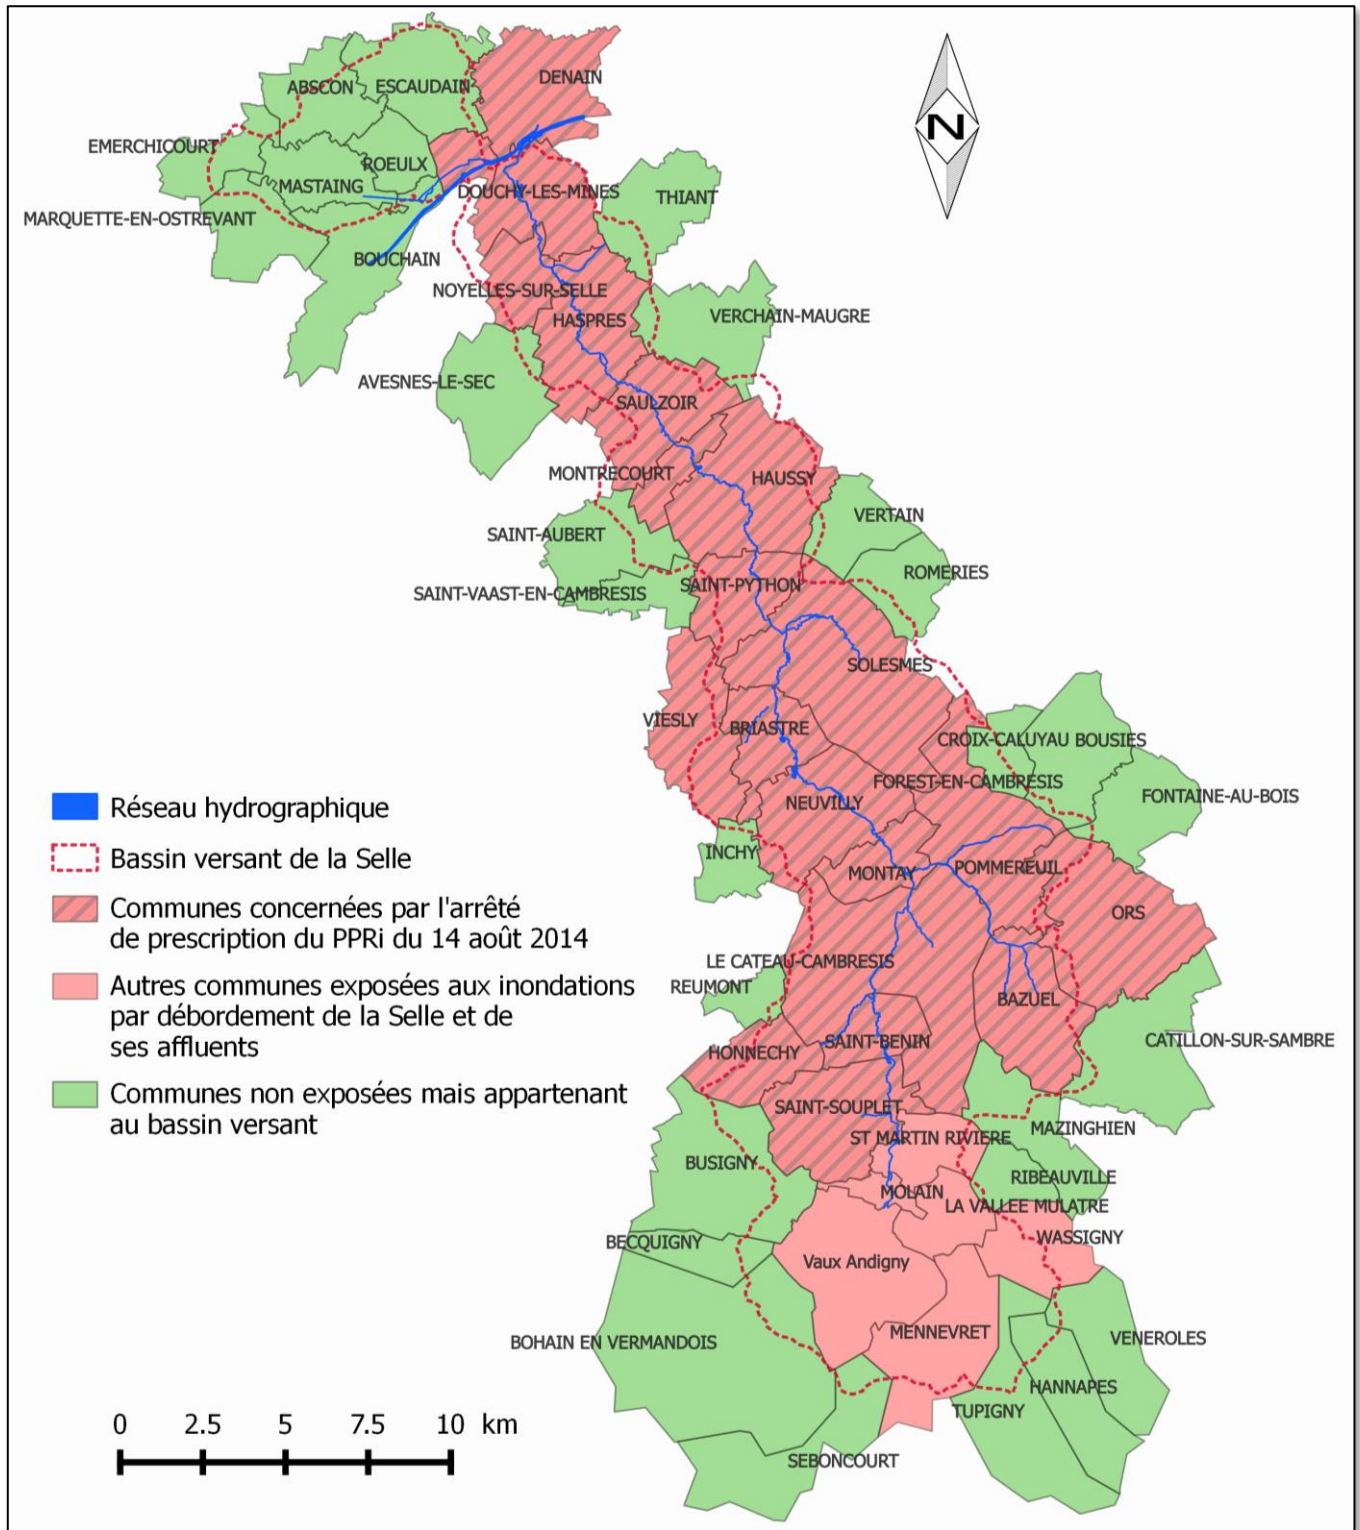 DENAIN
ABSCON
ESCAUDAIN
N
EMERCHICOURT
ROEULX
MASTAING
DOUCHY-LES-MINES
THIANT
MARQUETTE-EN-OSTREVANT
BOUCHAIN
NOYELLES-SUR-SELLE
HASPRES
VERCHAIN-MAUGRE
AVESNES-LE-SEC
SAULZOIR
MONTRECOURT
HAUSSY
VERTAIN
SAINT-AUBERT
ROMERIES
SAINT-PYTHON
SAINT-VAAST-EN-CAMBRESIS
SOLESMES
VIESLY
BRIASTRE
CROIX-CALUYAU
BOUSIES
FOREST-EN-CAMBRESIS
FONTAINE-AU-BOIS
NEUVILLY
INCHY
MONTAY
POMMEREUIL
ORS
LE CATEAU-CAMBRESIS
REUMONT
BAZUEL
SAINT-BENIN
CATILLON-SUR-SAMBRE
HONNECHY
SAINT-SOUPLET
MAZINGHIEN
ST MARTIN RIVIERE
BUSIGNY
RIBEAUVILLE
MOLAIN
LA VALLEE MULATRE
WASSIGNY
BECQUIGNY
Vaux Andigny
MENNEVRET
VENEROLES
BOHAIN EN VERMANDOIS
HANNAPES
TUPIGNY
SEBONCOURT
Réseau hydrographique
Bassin versant de la Selle
Communes concernées par l'arrêté
de prescription du PPRi du 14 août 2014
Autres communes exposées aux inondations
par débordement de la Selle et de
ses affluents
Communes non exposées mais appartenant
au bassin versant
0 2.5 5 7.5 10 km